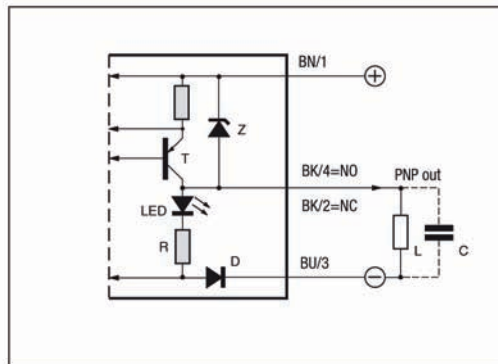 BN/1
+
Z
T
BK/4=NO
PNP out
BK/2=NC
LED
R
D
BU/3
−
L
C